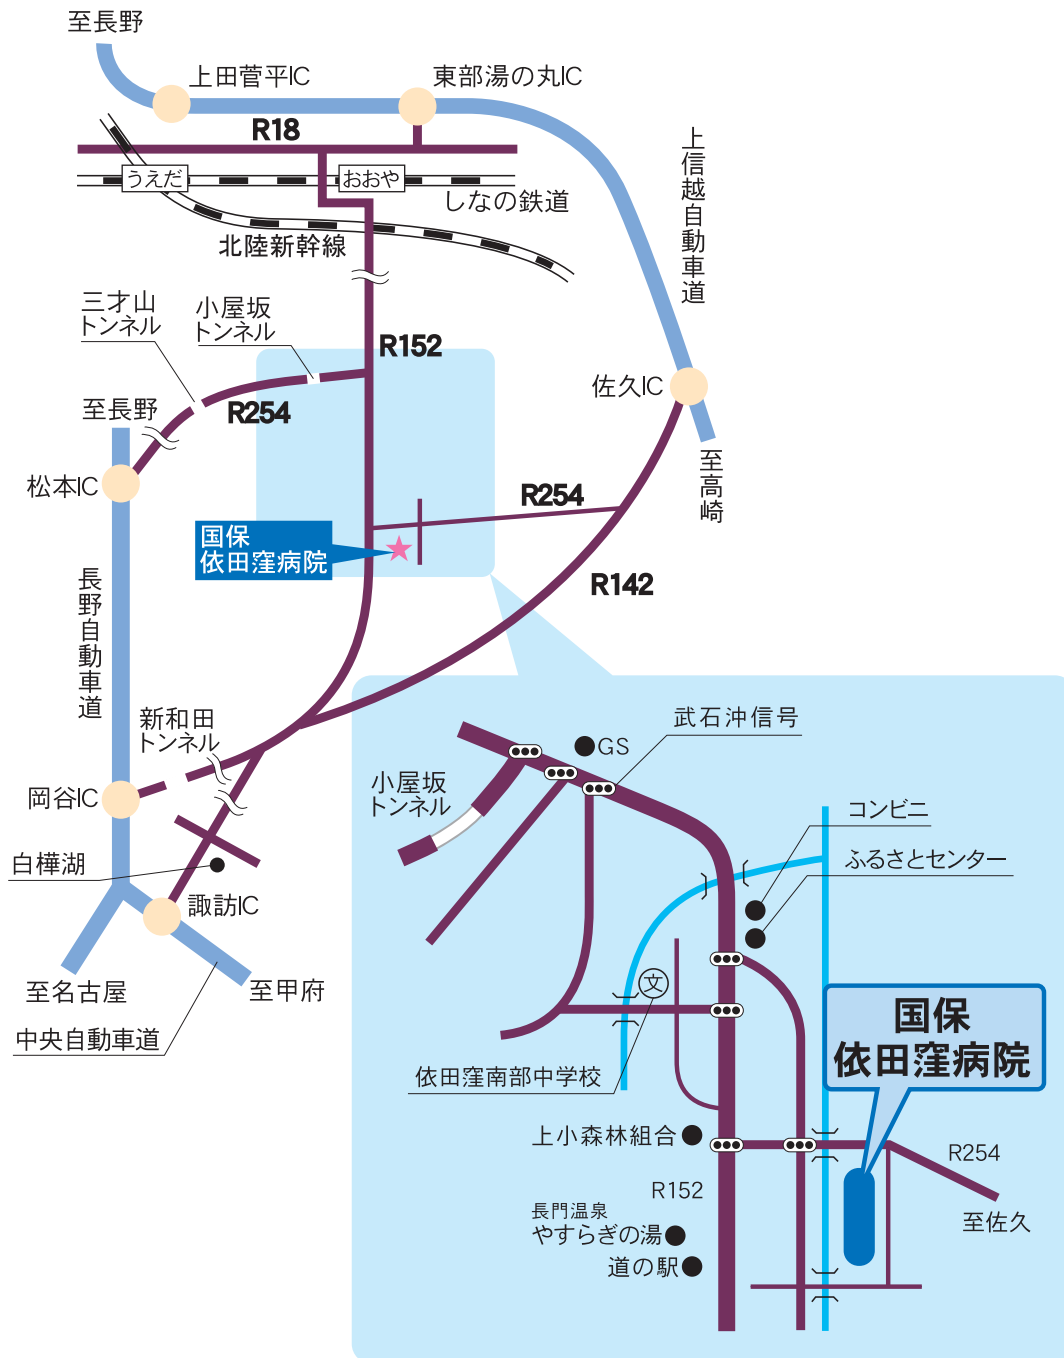 至長野
上田菅平IC
東部湯の丸IC
R18
上信越自動車道
うえだ
おおや
しなの鉄道
北陸新幹線
三才山
トンネル
小屋坂
トンネル
R152
佐久IC
至長野
R254
至高崎
松本IC
R254
国保
依田窪病院
R142
長野自動車道
新和田
トンネル
岡谷IC
白樺湖
諏訪IC
至名古屋
至甲府
中央自動車道
武石沖信号
GS
小屋坂
トンネル
コンビニ
ふるさとセンター
文
国保
依田窪病院
依田窪南部中学校
上小森林組合
R254
R152
至佐久
長門温泉
やすらぎの湯
道の駅